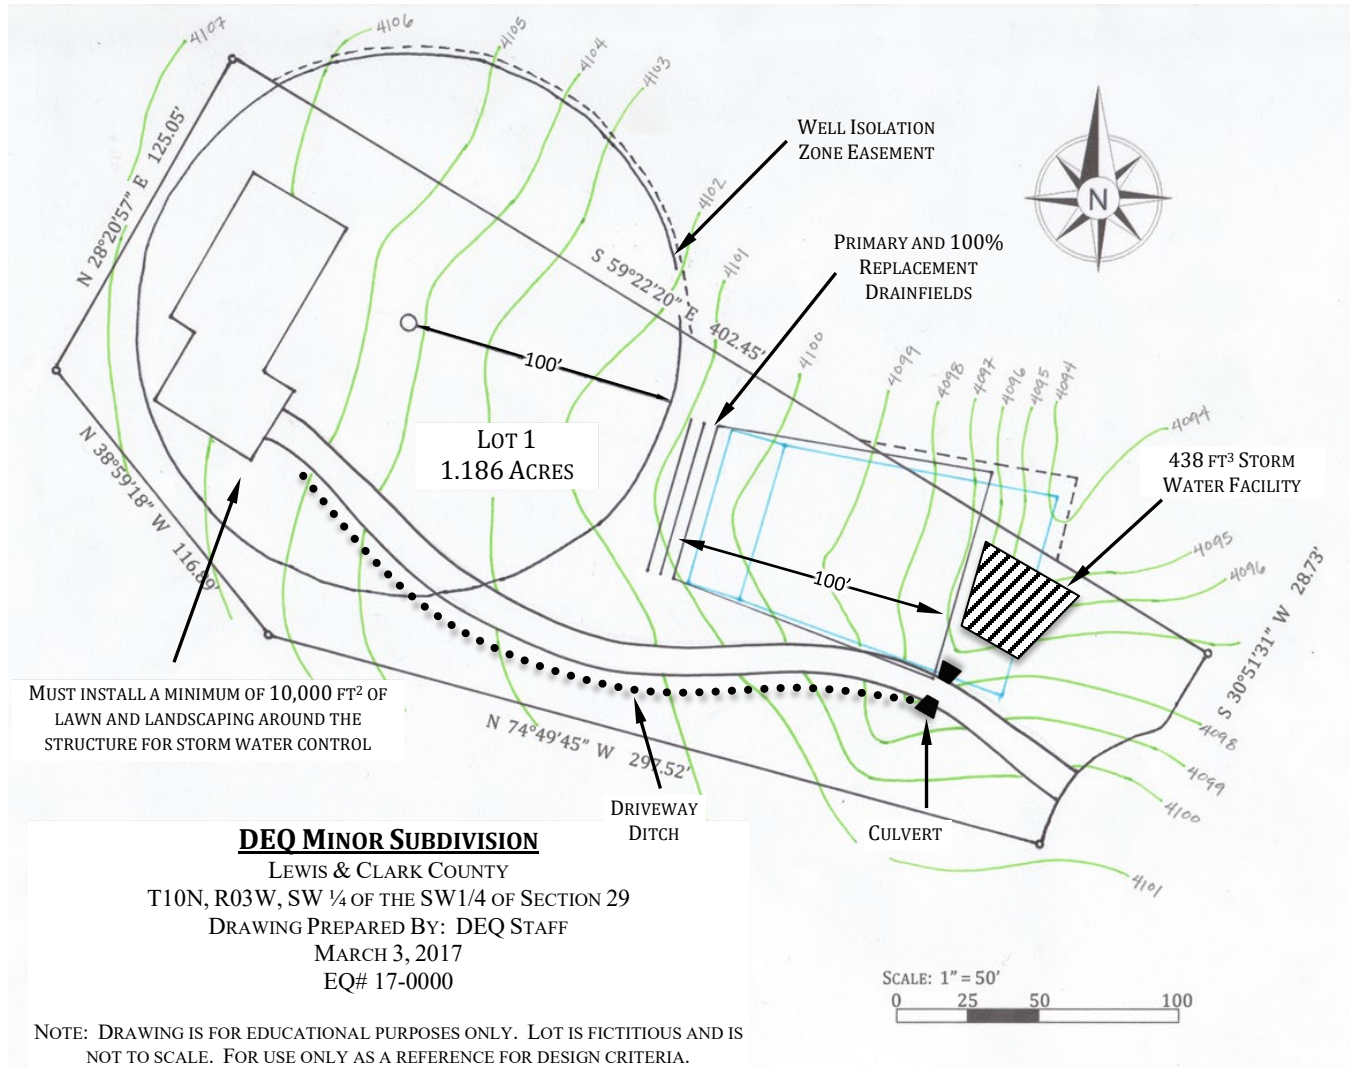 4107
4106
4105
4104
4103
N 28°20'57" E 125.05'
WELL ISOLATION
ZONE EASEMENT
N
4102
4101
S 59°22'20" E 402.45'
PRIMARY AND 100%
REPLACEMENT
DRAINFIELDS
100'
4100
4099
4098
4097
4096
4095
4094
4094
LOT 1
1.186 ACRES
438 FT³ STORM
WATER FACILITY
N 38°59'18" W 116.89'
4095
4096
100'
S 30°51'31" W 28.73'
MUST INSTALL A MINIMUM OF 10,000 FT² OF
LAWN AND LANDSCAPING AROUND THE
STRUCTURE FOR STORM WATER CONTROL
N 74°49'45" W 297.52'
4098
4099
4100
4101
DRIVEWAY
DITCH
CULVERT
DEQ MINOR SUBDIVISION
LEWIS & CLARK COUNTY
T10N, R03W, SW ¼ OF THE SW1/4 OF SECTION 29
DRAWING PREPARED BY: DEQ STAFF
MARCH 3, 2017
EQ# 17-0000
SCALE: 1" = 50'
0 25 50 100
NOTE: DRAWING IS FOR EDUCATIONAL PURPOSES ONLY. LOT IS FICTITIOUS AND IS
NOT TO SCALE. FOR USE ONLY AS A REFERENCE FOR DESIGN CRITERIA.